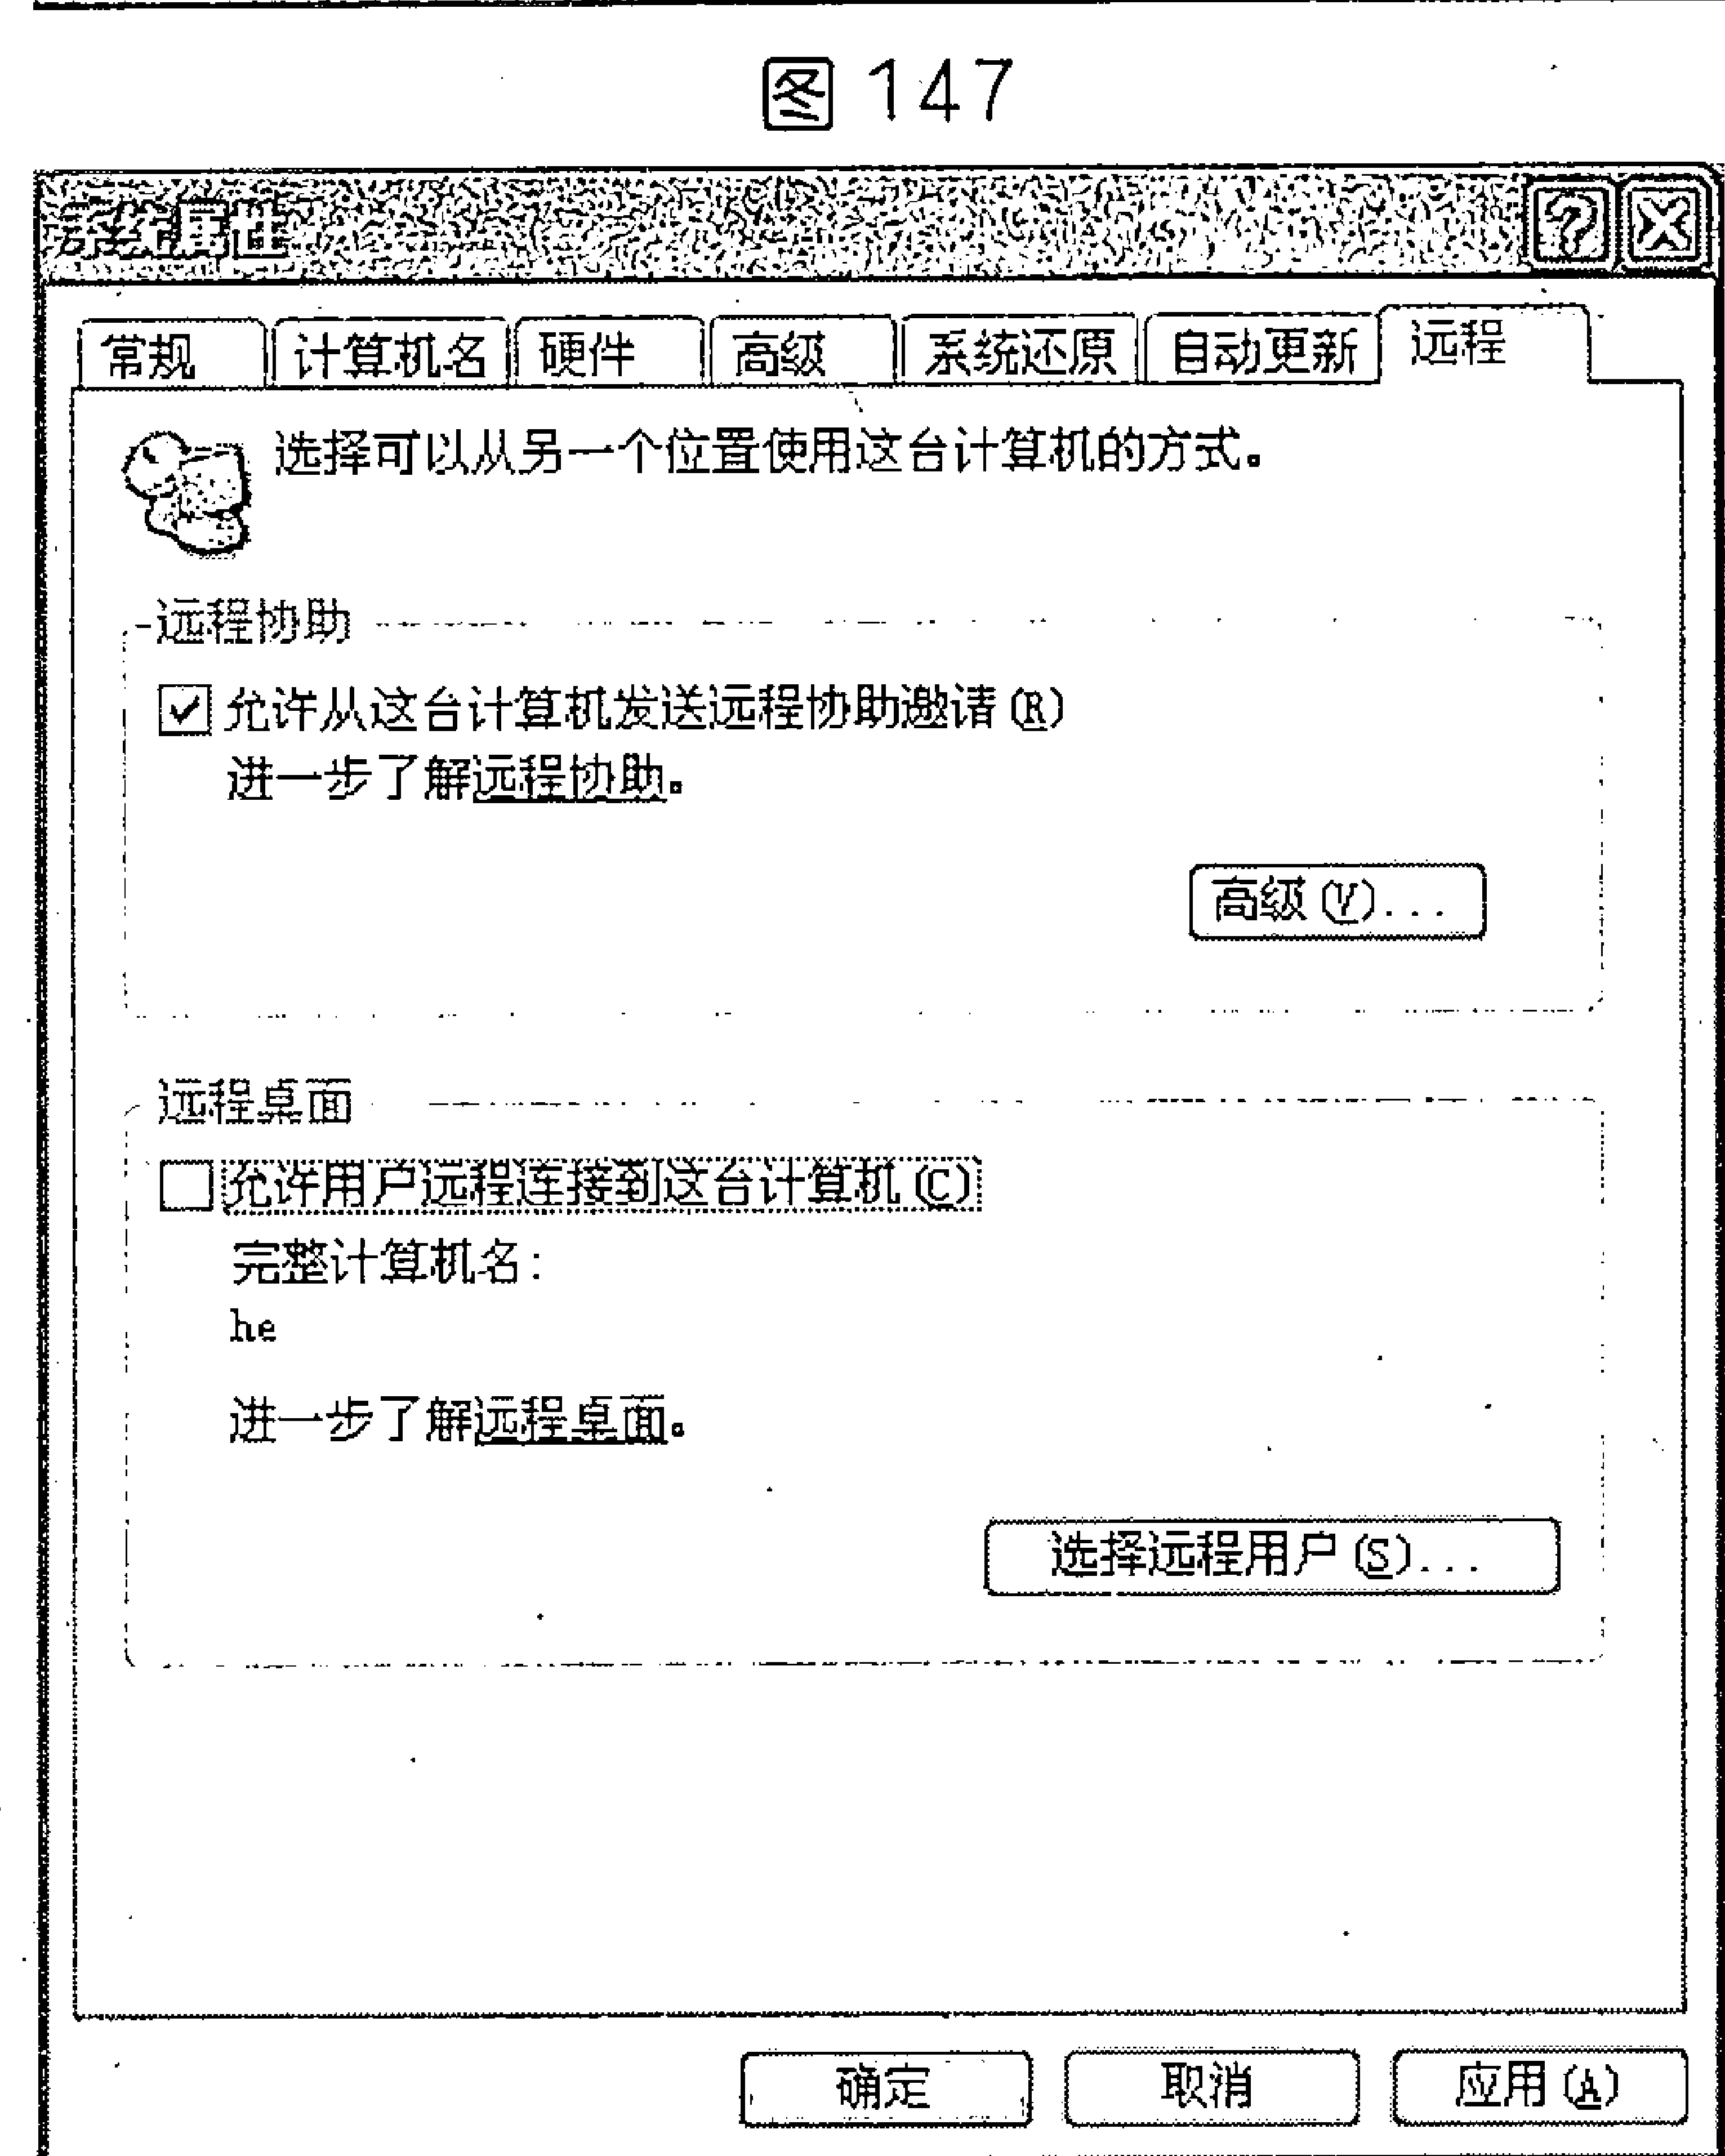 图 147
系统属性
常规 计算机名 硬件 高级 系统还原 自动更新 远程
选择可以从另一个位置使用这台计算机的方式。
远程协助
允许从这台计算机发送远程协助邀请(R)
进一步了解远程协助。
高级(V)...
远程桌面
允许用户远程连接到这台计算机(C)
完整计算机名:
he
进一步了解远程桌面。
选择远程用户(S)...
确定 取消 应用(A)